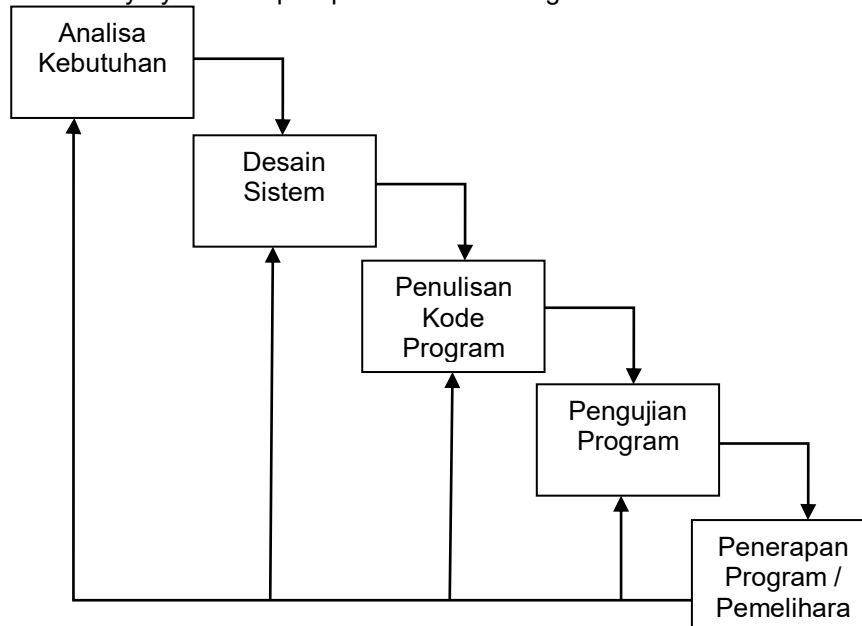 Analisa
Kebutuhan
Desain
Sistem
Penulisan
Kode
Program
Pengujian
Program
Penerapan
Program /
Pemelihara